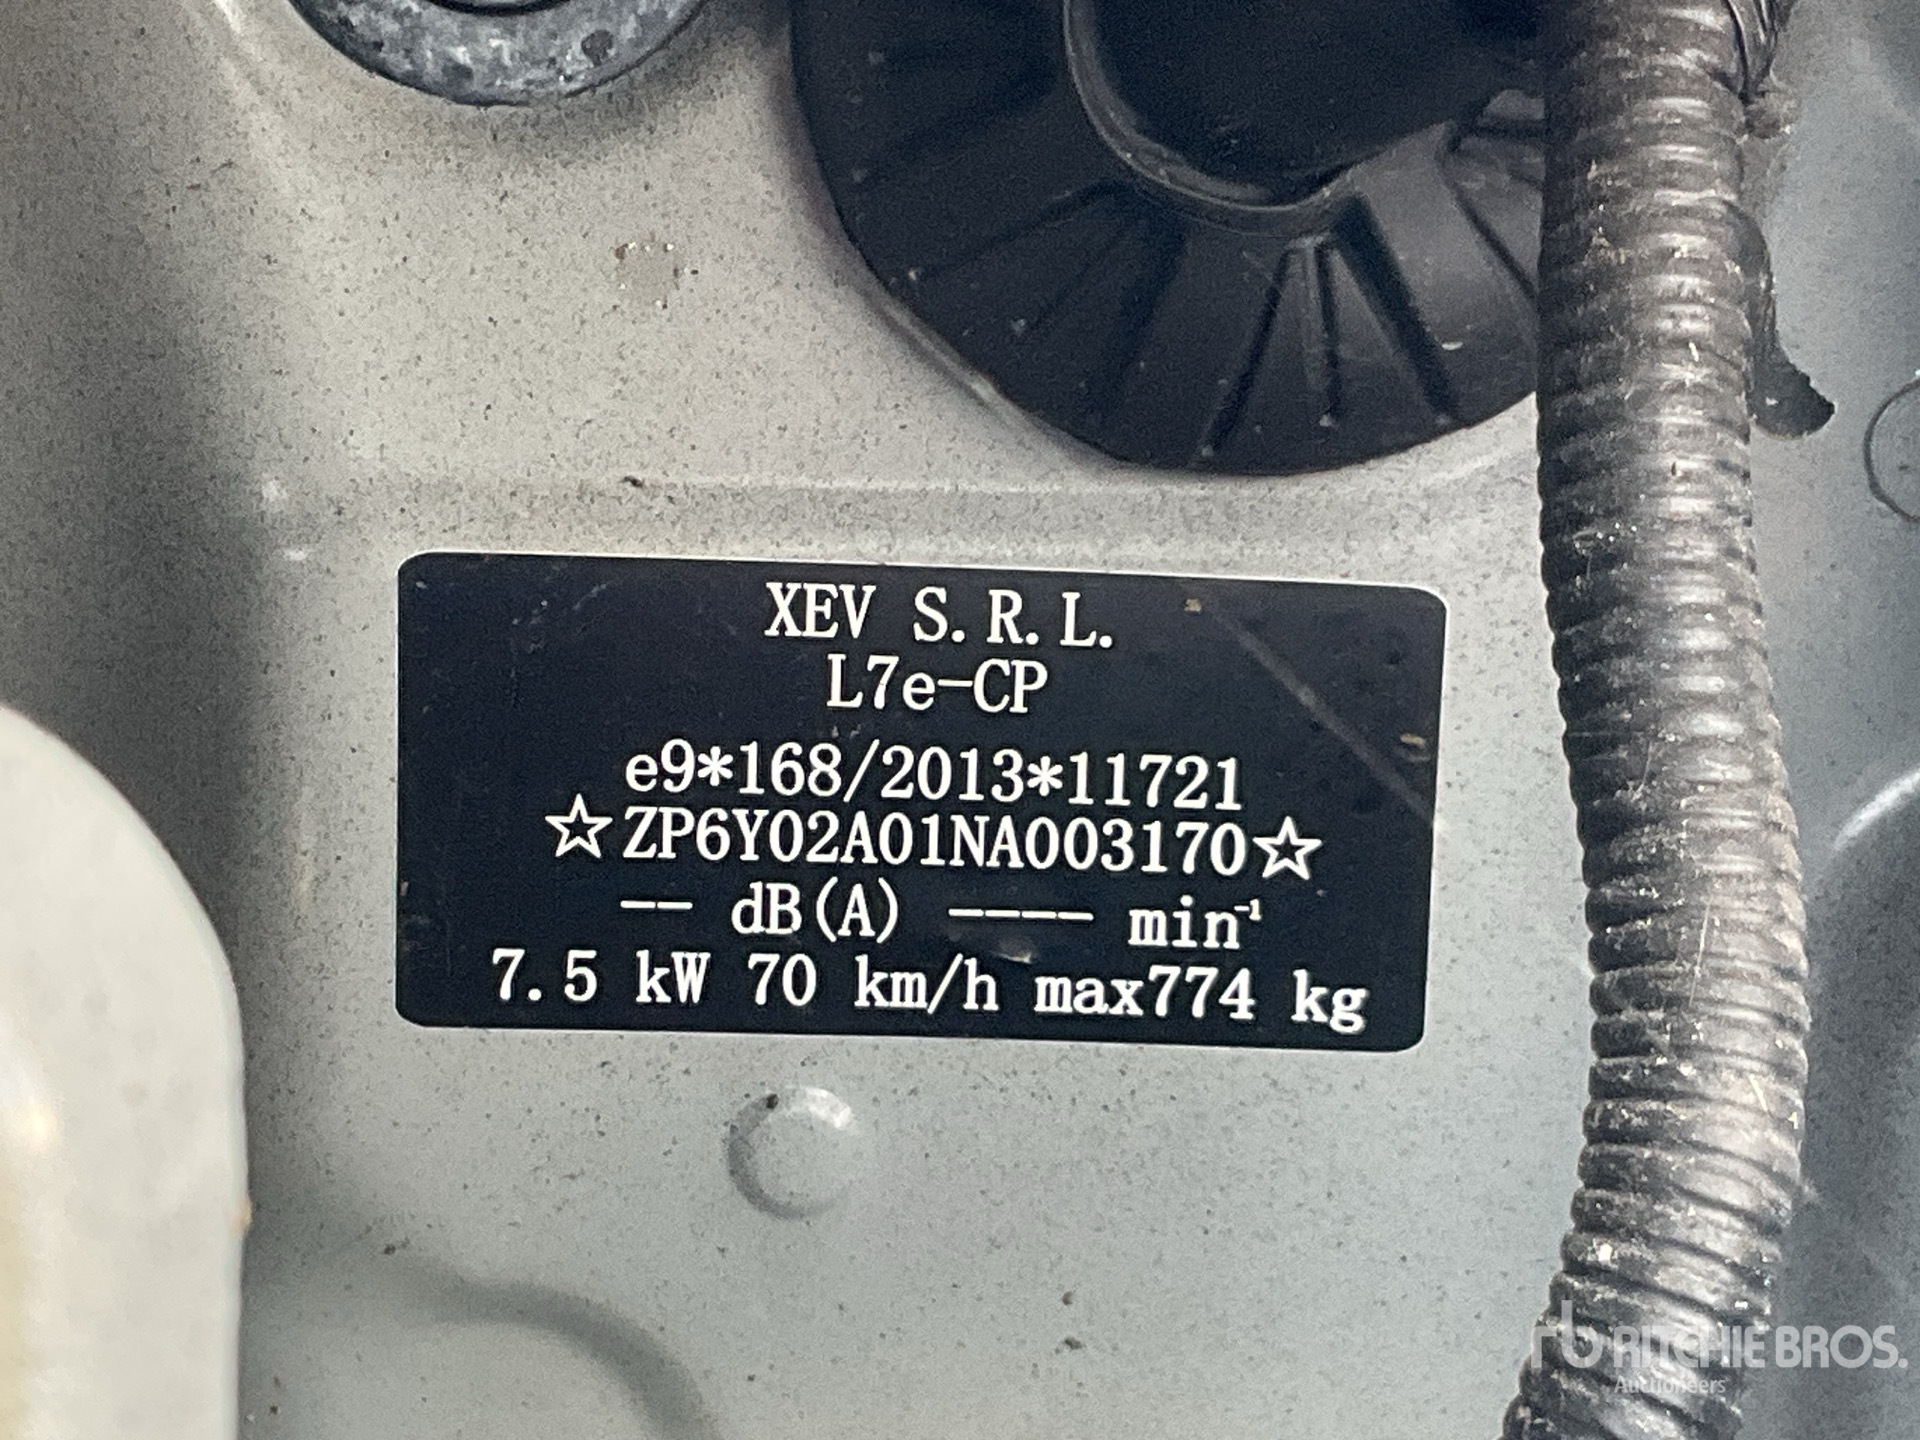 XEV S.R.L.
L7e-CP
e9*168/2013*11721
☆ZP6Y02A01NA003170☆
-- dB(A) ---- min⁻¹
7.5 kW 70 km/h max774 kg
rb RITCHIE BROS.
Auctioneers